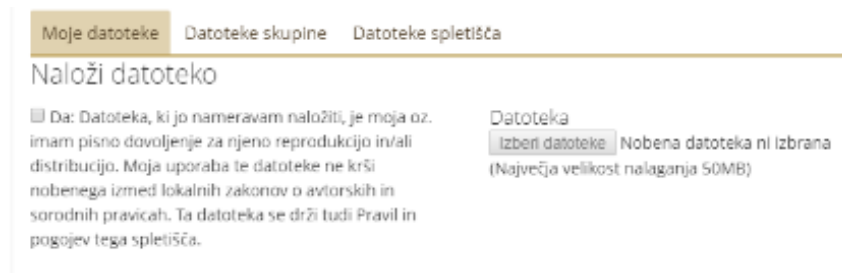 Moje datoteke Datoteke skupine Datoteke spletišča
Naloži datoteko
Da: Datoteka, ki jo nameravam naložiti, je moja oz.
imam pisno dovoljenje za njeno reprodukcijo in/ali
distribucijo. Moja uporaba te datoteke ne krši
nobenega izmed lokalnih zakonov o avtorskih in
sorodnih pravicah. Ta datoteka se drži tudi Pravil in
pogojev tega spletišča.
Datoteka
Izberi datoteke Nobena datoteka ni izbrana
(Največja velikost nalaganja 50MB)